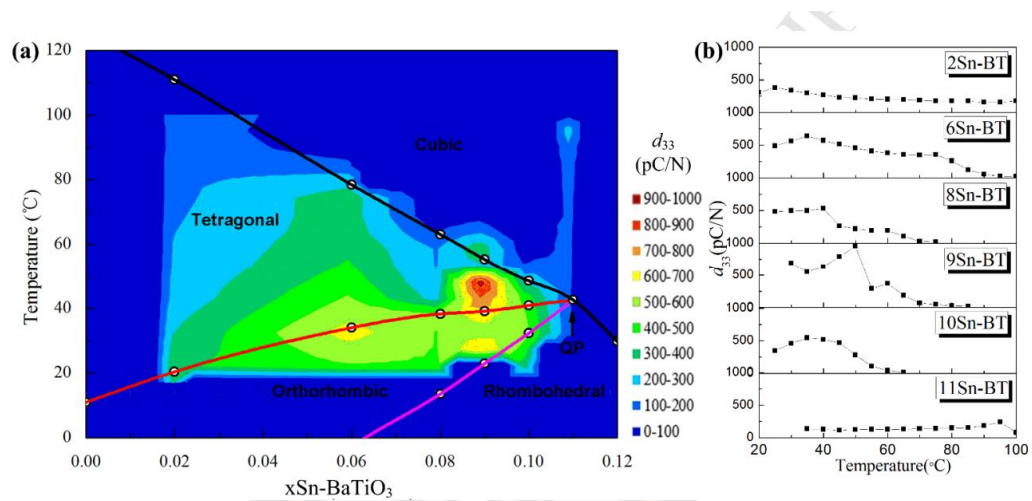 (a)
120
100
80
60
40
20
0
Temperature (°C)
0.00 0.02 0.04 0.06 0.08 0.10 0.12
xSn-BaTiO3
Cubic
Tetragonal
Orthorhombic
Rhombohedral
QP
d33
(pC/N)
900-1000
800-900
700-800
600-700
500-600
400-500
300-400
200-300
100-200
0-100
(b)
1000
500
1000
500
1000
500
1000
500
1000
500
1000
500
0
d33(pC/N)
2Sn-BT
6Sn-BT
8Sn-BT
9Sn-BT
10Sn-BT
11Sn-BT
20 40 60 80 100
Temperature(°C)